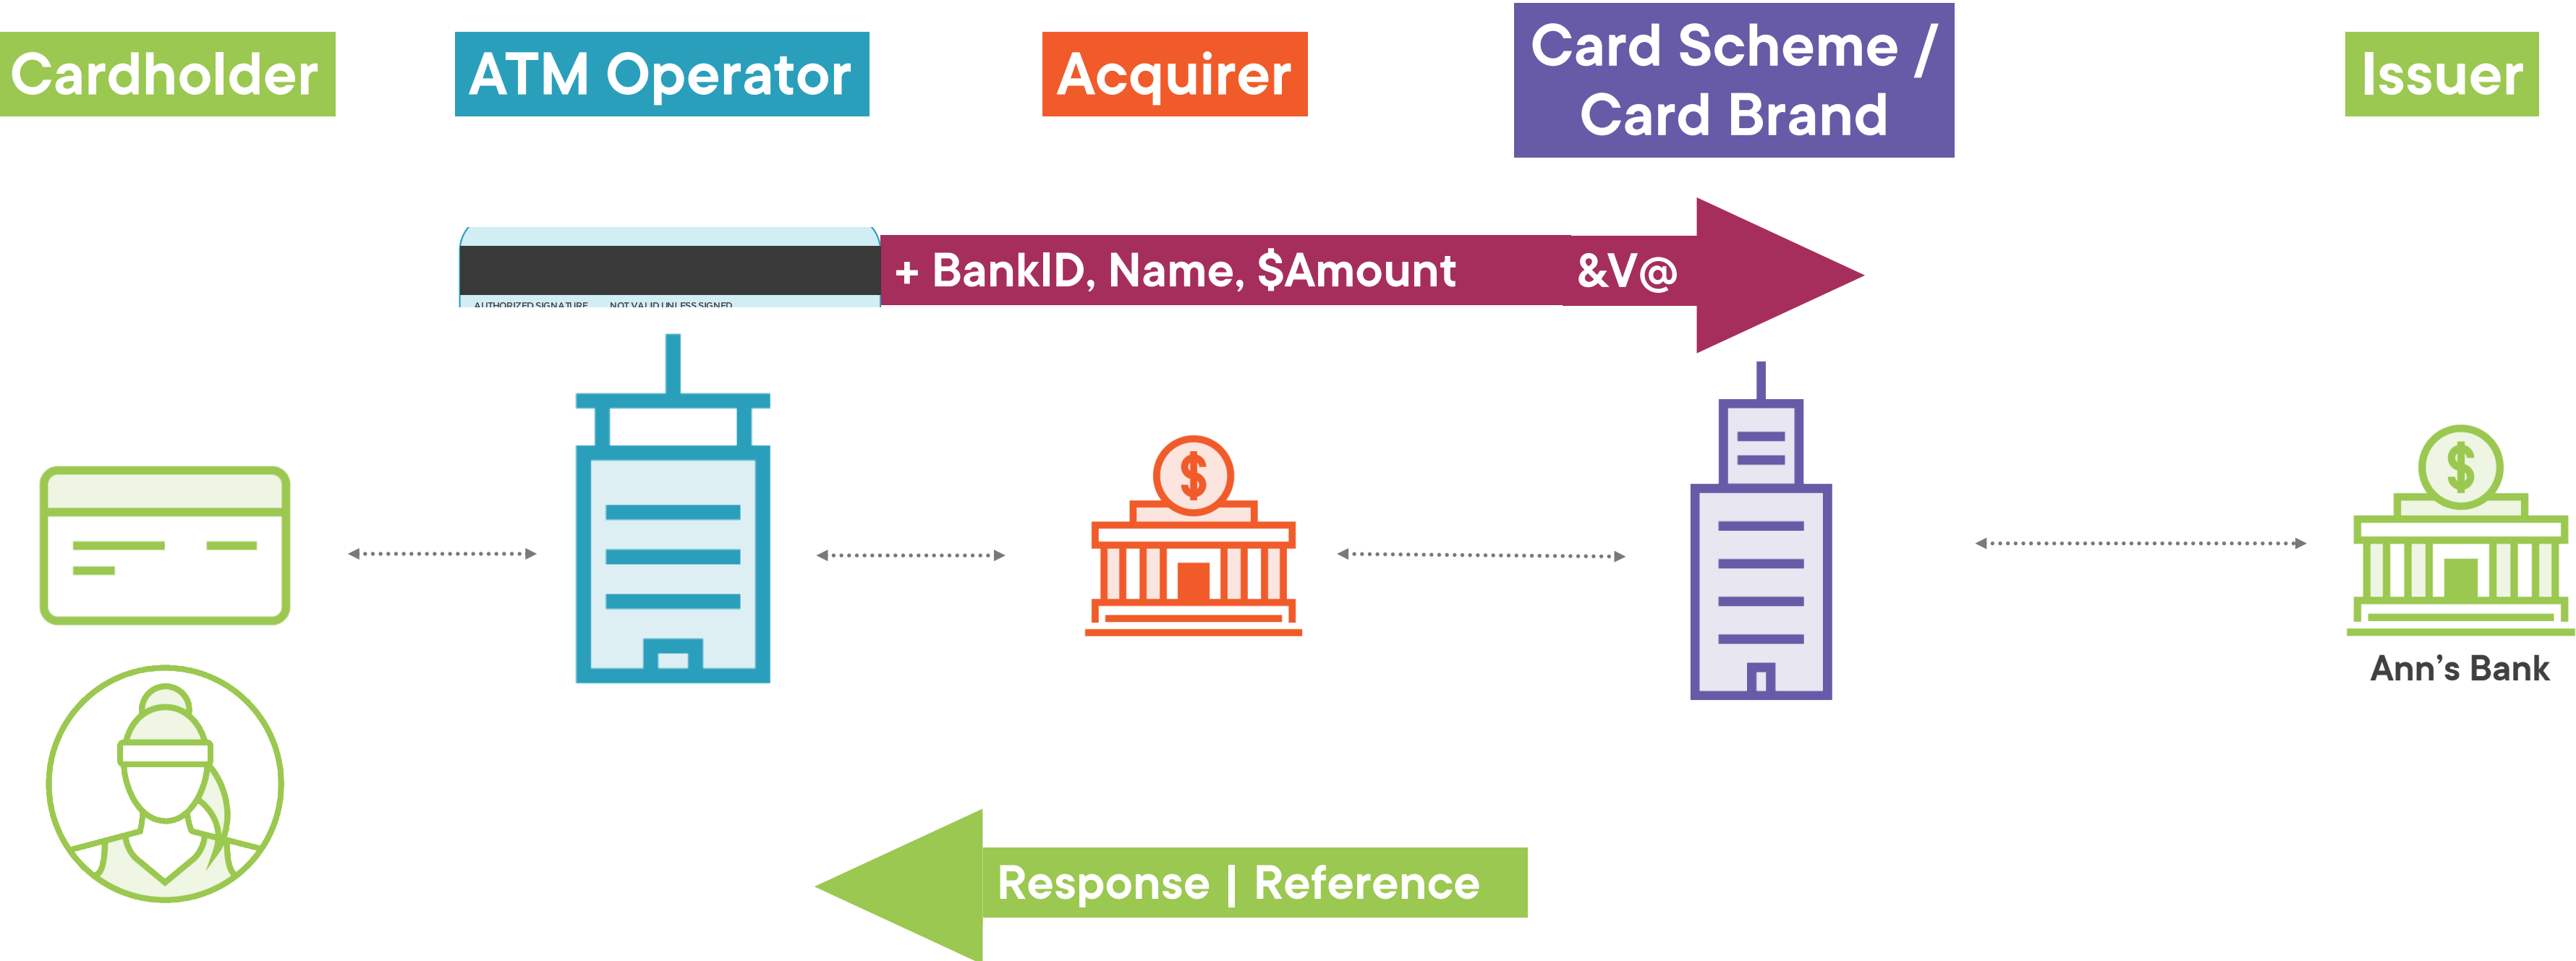 Cardholder
ATM Operator
Acquirer
Card Scheme /
Card Brand
Issuer
+ BankID, Name, $Amount &V@
AUTHORIZED SIGNATURE NOT VALID UNLESS SIGNED
$
$
Ann's Bank
Response | Reference